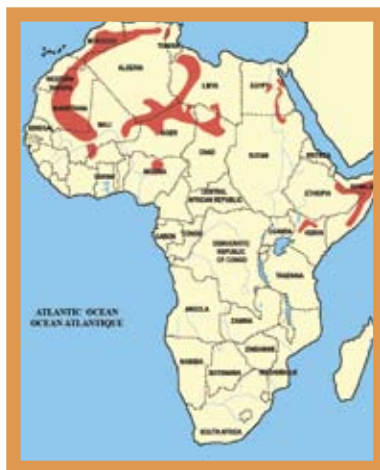 MOROCCO
TUNISIA
ALGERIA
LIBYA
EGYPT
WESTERN
SAHARA
MAURITANIA
MALI
NIGER
SENEGAL
CHAD
SUDAN
ERITREA
NIGERIA
GHANA
ETHIOPIA
SOMALIA
CENTRAL
AFRICAN REPUBLIC
UGANDA
KENYA
GABON
CONGO
DEMOCRATIC
REPUBLIC
OF CONGO
TANZANIA
ATLANTIC OCEAN
OCEAN ATLANTIQUE
ANGOLA
ZAMBIA
ZIMBABWE
MOZAMBIQUE
NAMIBIA
BOTSWANA
SOUTH AFRICA